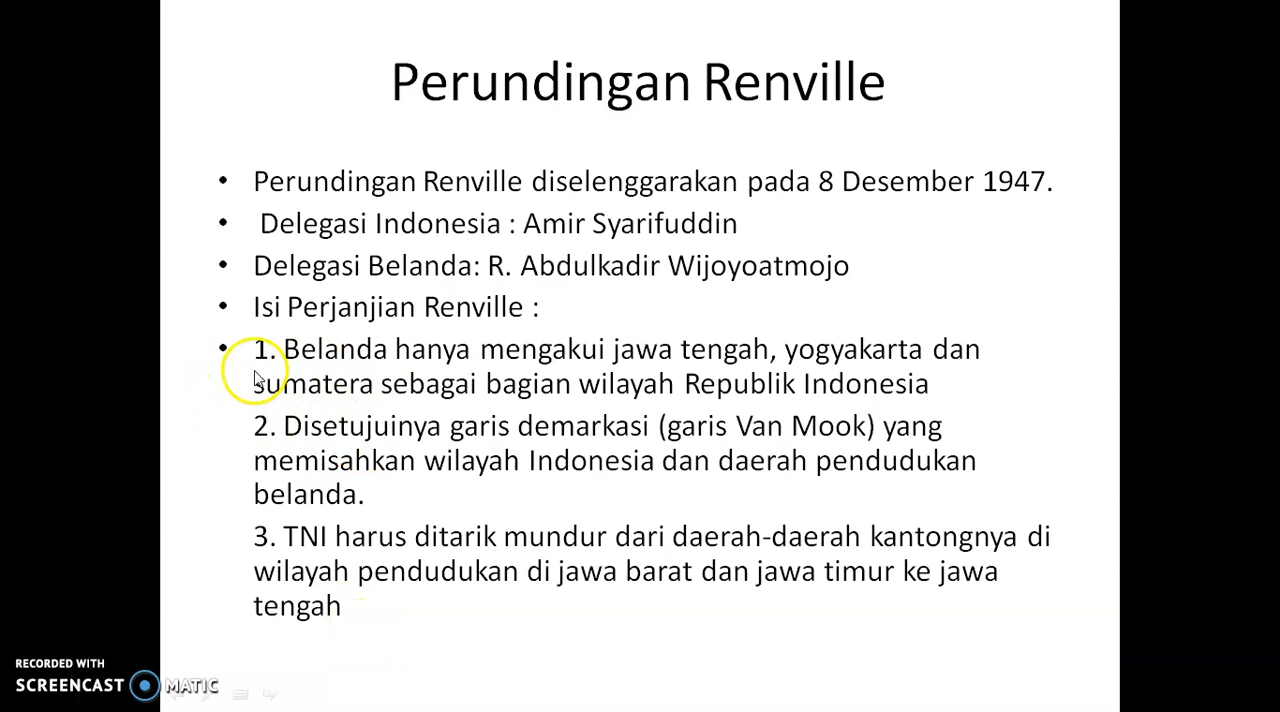 Perundingan Renville
• Perundingan Renville diselenggarakan pada 8 Desember 1947.
• Delegasi Indonesia : Amir Syarifuddin
• Delegasi Belanda: R. Abdulkadir Wijoyoatmojo
• Isi Perjanjian Renville :
• 1. Belanda hanya mengakui jawa tengah, yogyakarta dan
sumatera sebagai bagian wilayah Republik Indonesia
2. Disetujuinya garis demarkasi (garis Van Mook) yang
memisahkan wilayah Indonesia dan daerah pendudukan
belanda.
3. TNI harus ditarik mundur dari daerah-daerah kantongnya di
wilayah pendudukan di jawa barat dan jawa timur ke jawa
tengah
RECORDED WITH
SCREENCAST MATIC